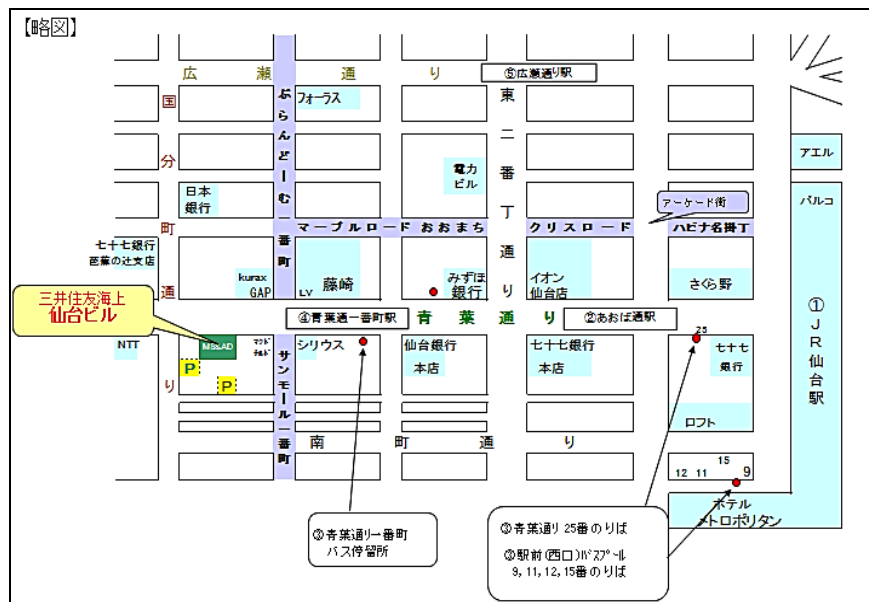 【略図】
広瀬通り
⑤広瀬通り駅
国分町通り
ぶらんどーむ一番町
フォーラス
東二番丁通り
電力
ビル
アエル
日本
銀行
アーケード街
パルコ
マーブルロードおおまち
クリスロード
ハピナ名掛丁
七十七銀行
芭蕉の辻支店
kurax
GAP
LV
藤崎
みずほ
銀行
イオン
仙台店
さくら野
三井住友海上
仙台ビル
④青葉通一番町駅
青葉通り
②あおば通駅
①JR仙台駅
NTT
MS&AD
マクド
ナルド
シリウス
仙台銀行
本店
七十七銀行
本店
25
七十七
銀行
P
P
サンモール一番町
ロフト
南町通り
15
12 11
9
ホテル
メトロポリタン
③青葉通り一番町
バス停留所
③青葉通り 25番のりば
③駅前(西口)バスプール
9, 11, 12, 15番のりば